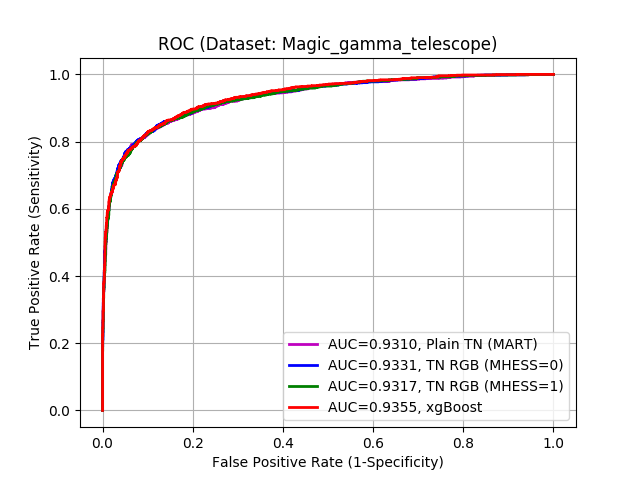 ROC (Dataset: Magic_gamma_telescope)
True Positive Rate (Sensitivity)
1.0
0.8
0.6
0.4
0.2
0.0
AUC=0.9310, Plain TN (MART)
AUC=0.9331, TN RGB (MHESS=0)
AUC=0.9317, TN RGB (MHESS=1)
AUC=0.9355, xgBoost
0.0 0.2 0.4 0.6 0.8 1.0
False Positive Rate (1-Specificity)